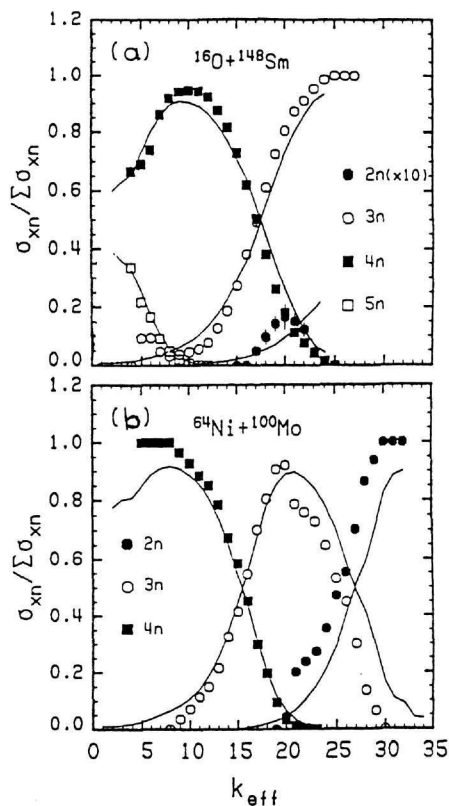 (a)
¹⁶O+¹⁴⁸Sm
1.2
1.0
0.8
0.6
0.4
0.2
0.0
σxn/Σσxn
2n(x10)
3n
4n
5n
(b)
⁶⁴Ni+¹⁰⁰Mo
1.2
1.0
0.8
0.6
0.4
0.2
0.0
σxn/Σσxn
2n
3n
4n
0 5 10 15 20 25 30 35
keff